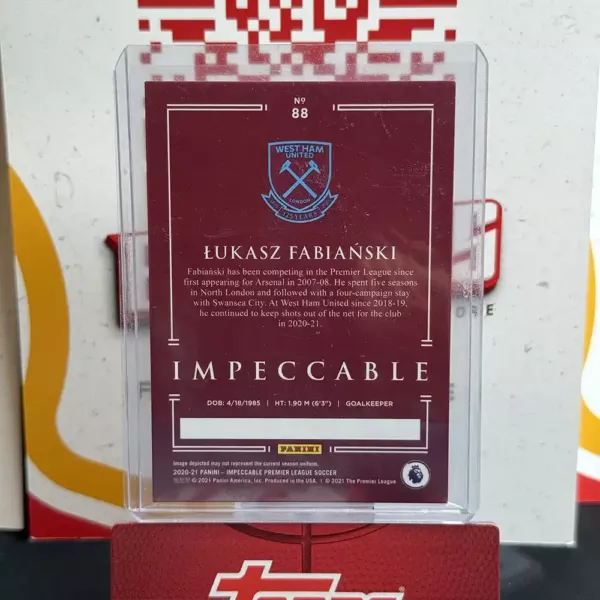 Nº
88
WEST HAM
UNITED
LONDON
125 YEARS
ŁUKASZ FABIAŃSKI
Fabiański has been competing in the Premier League since
first appearing for Arsenal in 2007-08. He spent five seasons
in North London and followed with a four-campaign stay
with Swansea City. At West Ham United since 2018-19,
he continued to keep shots out of the net for the club
in 2020-21.
IMPECCABLE
DOB: 4/18/1985 | HT: 1.90 M (6'3") | GOALKEEPER
PANINI
Image depicted may not represent the current season uniform.
2020-21 PANINI – IMPECCABLE PREMIER LEAGUE SOCCER
© 2021 Panini America, Inc. Produced in the USA. | © 2021 The Premier League
TOPPS